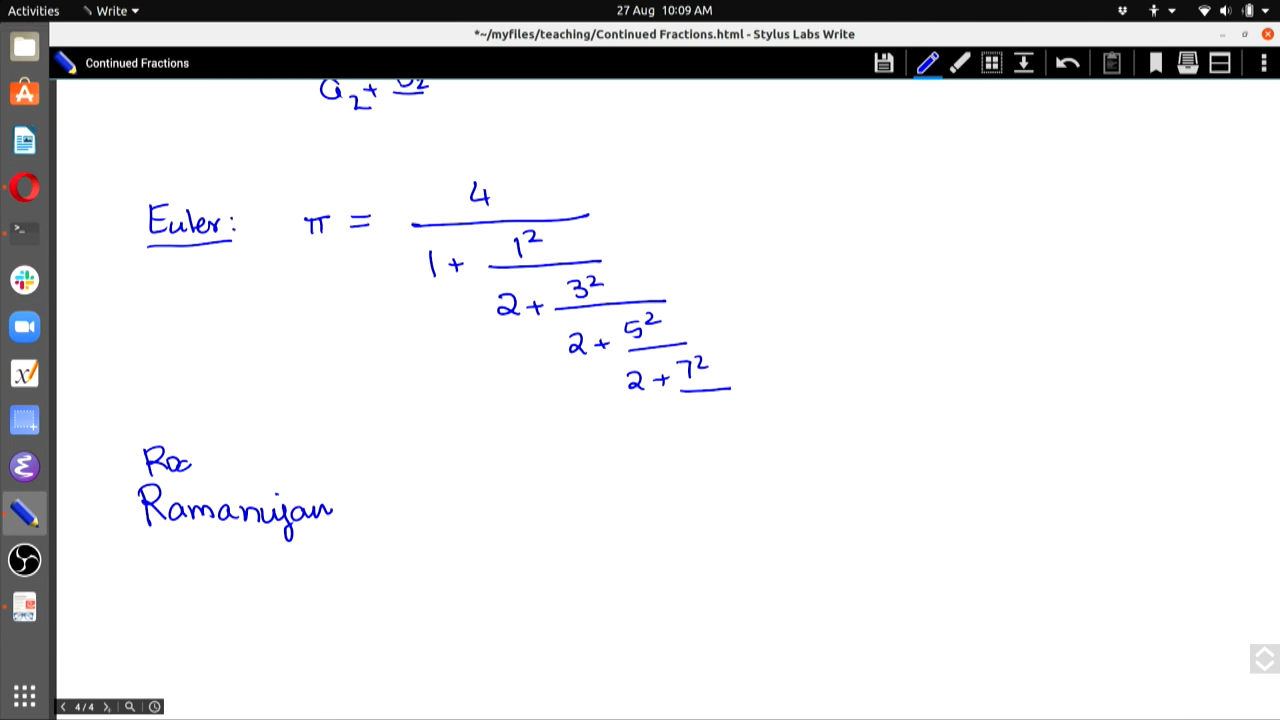 Activities Write 27 Aug 10:09 AM
*~/myfiles/teaching/Continued Fractions.html - Stylus Labs Write
Continued Fractions
a₂ +
Euler: π = 4
1 + 1²
2 + 3²
2 + 5²
2 + 7²
Ramanujan
4/4